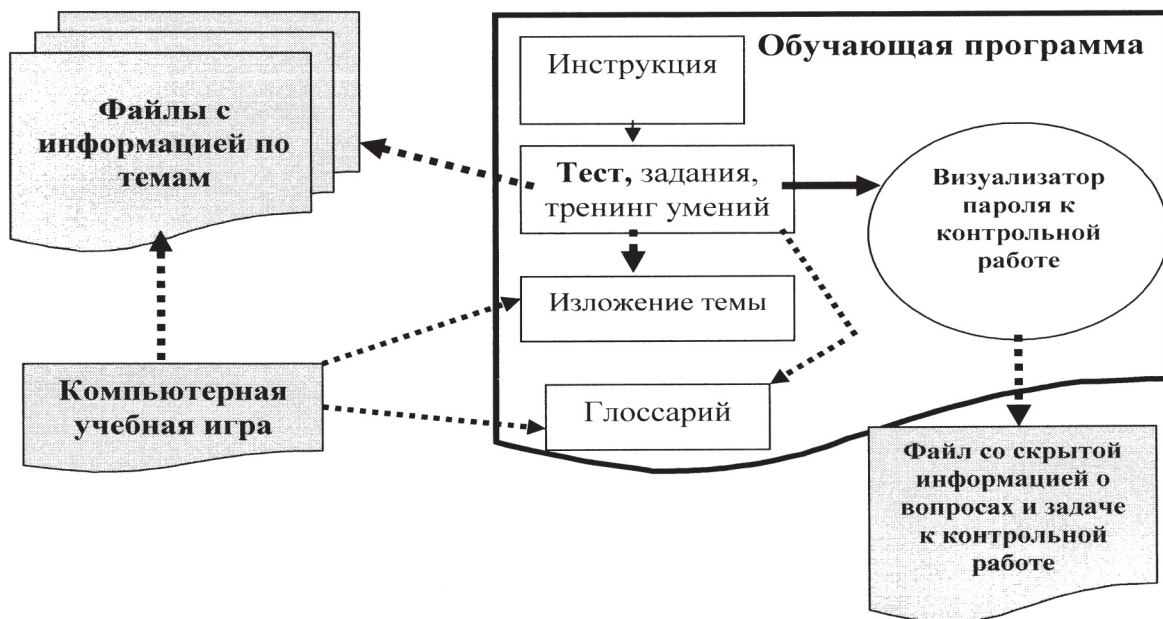 Обучающая программа
Инструкция
Файлы с
информацией по
темам
Тест, задания,
тренинг умений
Визуализатор
пароля к
контрольной
работе
Изложение темы
Компьютерная
учебная игра
Глоссарий
Файл со скрытой
информацией о
вопросах и задаче
к контрольной
работе